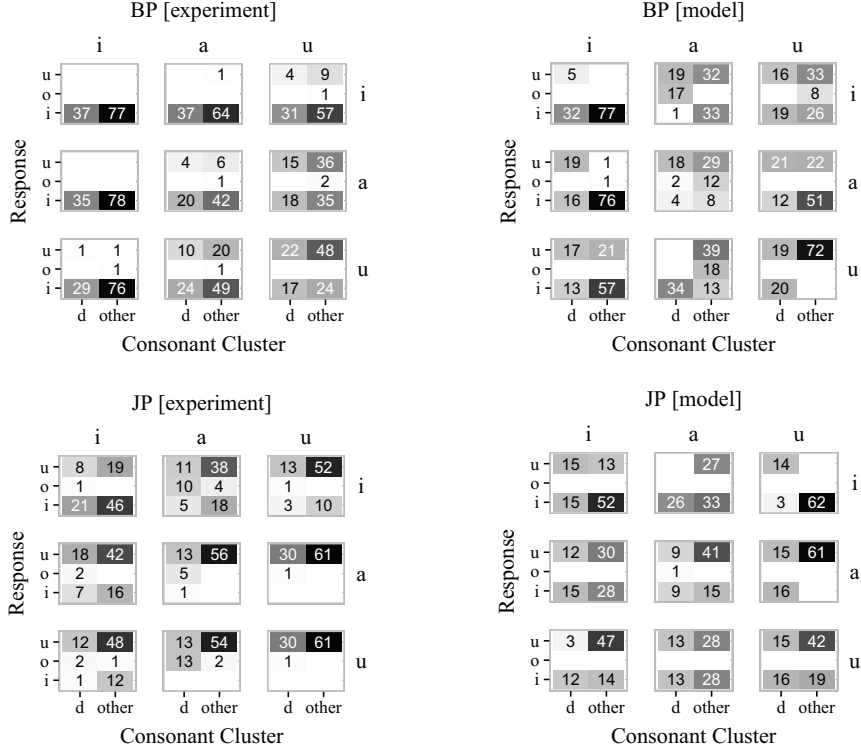 BP [experiment]
i a u
u 1 4 9
o 1
i 37 77 37 64 31 57 i
u 4 6 15 36
o 1 2
i 35 78 20 42 18 35 a
u 1 1 10 20 22 48
o 1 1
i 29 76 24 49 17 24 u
d other d other d other
Response
Consonant Cluster
BP [model]
i a u
u 5 19 32 16 33
o 17 8
i 32 77 1 33 19 26 i
u 19 1 18 29 21 22
o 1 2 12
i 16 76 4 8 12 51 a
u 17 21 39 19 72
o 18
i 13 57 34 13 20 u
d other d other d other
Response
Consonant Cluster
JP [experiment]
i a u
u 8 19 11 38 13 52
o 1 10 4 1
i 21 46 5 18 3 10 i
u 18 42 13 56 30 61
o 2 5 1
i 7 16 1 a
u 12 48 13 54 30 61
o 2 1 13 2 1
i 1 12 u
d other d other d other
Response
Consonant Cluster
JP [model]
i a u
u 15 13 27 14
o
i 15 52 26 33 3 62 i
u 12 30 9 41 15 61
o 1
i 15 28 9 15 16 a
u 3 47 13 28 15 42
o
i 12 14 13 28 16 19 u
d other d other d other
Response
Consonant Cluster